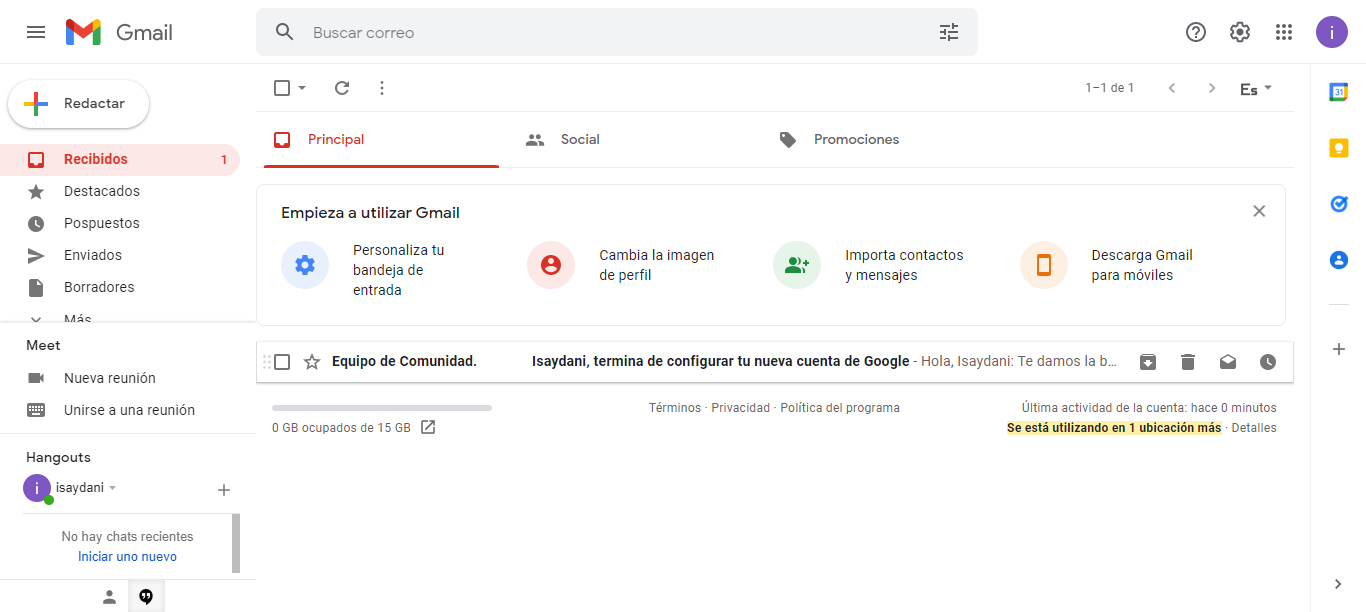 Gmail
Buscar correo
i
Redactar
1–1 de 1
Es
31
Principal
Social
Promociones
Recibidos
1
Destacados
Pospuestos
Enviados
Borradores
Más
Empieza a utilizar Gmail
Personaliza tu
bandeja de
entrada
Cambia la imagen
de perfil
Importa contactos
y mensajes
Descarga Gmail
para móviles
Equipo de Comunidad.
Isaydani, termina de configurar tu nueva cuenta de Google - Hola, Isaydani: Te damos la b…
0 GB ocupados de 15 GB
Términos · Privacidad · Política del programa
Última actividad de la cuenta: hace 0 minutos
Se está utilizando en 1 ubicación más · Detalles
Meet
Nueva reunión
Unirse a una reunión
Hangouts
i
isaydani
No hay chats recientes
Iniciar uno nuevo